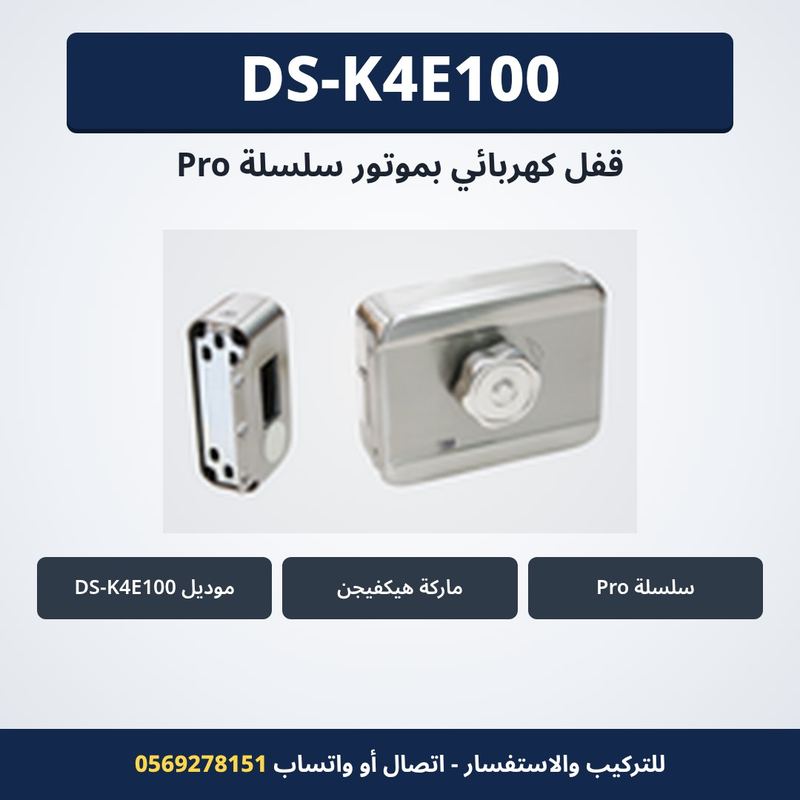 DS-K4E100
قفل كهربائي بموتور سلسلة Pro
سلسلة Pro
ماركة هيكفيجن
موديل DS-K4E100
للتركيب والاستفسار - اتصال أو واتساب 0569278151